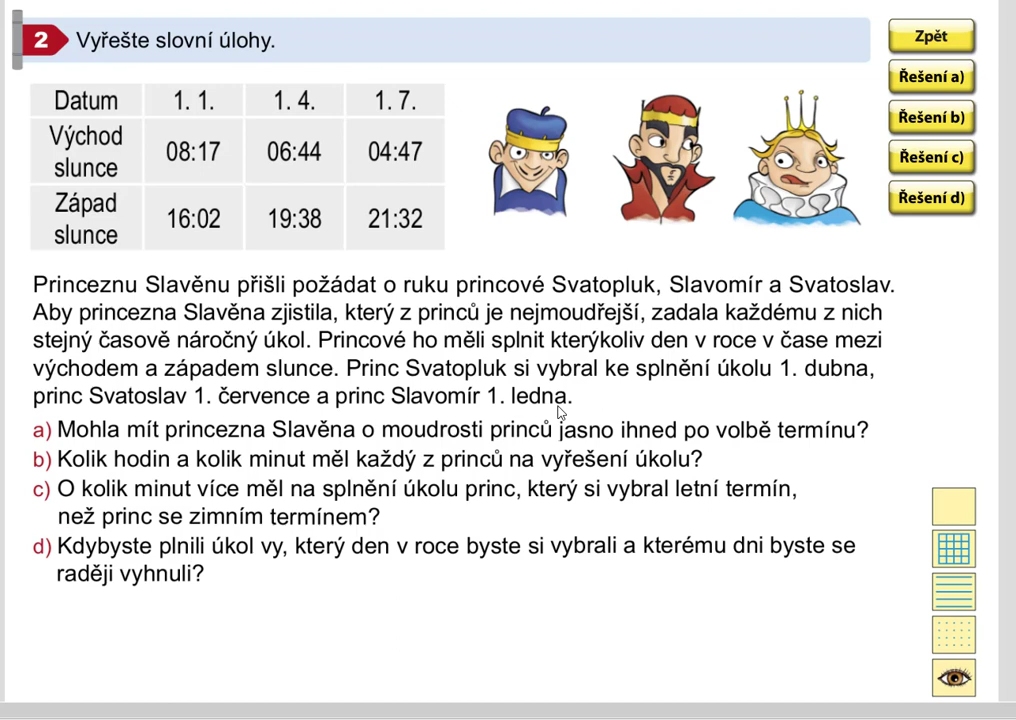 2 Vyřešte slovní úlohy.
Zpět
Řešení a)
Řešení b)
Řešení c)
Řešení d)
Datum 1. 1. 1. 4. 1. 7.
Východ slunce 08:17 06:44 04:47
Západ slunce 16:02 19:38 21:32
Princeznu Slavěnu přišli požádat o ruku princové Svatopluk, Slavomír a Svatoslav.
Aby princezna Slavěna zjistila, který z princů je nejmoudřejší, zadala každému z nich
stejný časově náročný úkol. Princové ho měli splnit kterýkoliv den v roce v čase mezi
východem a západem slunce. Princ Svatopluk si vybral ke splnění úkolu 1. dubna,
princ Svatoslav 1. července a princ Slavomír 1. ledna.
a) Mohla mít princezna Slavěna o moudrosti princů jasno ihned po volbě termínu?
b) Kolik hodin a kolik minut měl každý z princů na vyřešení úkolu?
c) O kolik minut více měl na splnění úkolu princ, který si vybral letní termín,
než princ se zimním termínem?
d) Kdybyste plnili úkol vy, který den v roce byste si vybrali a kterému dni byste se
raději vyhnuli?